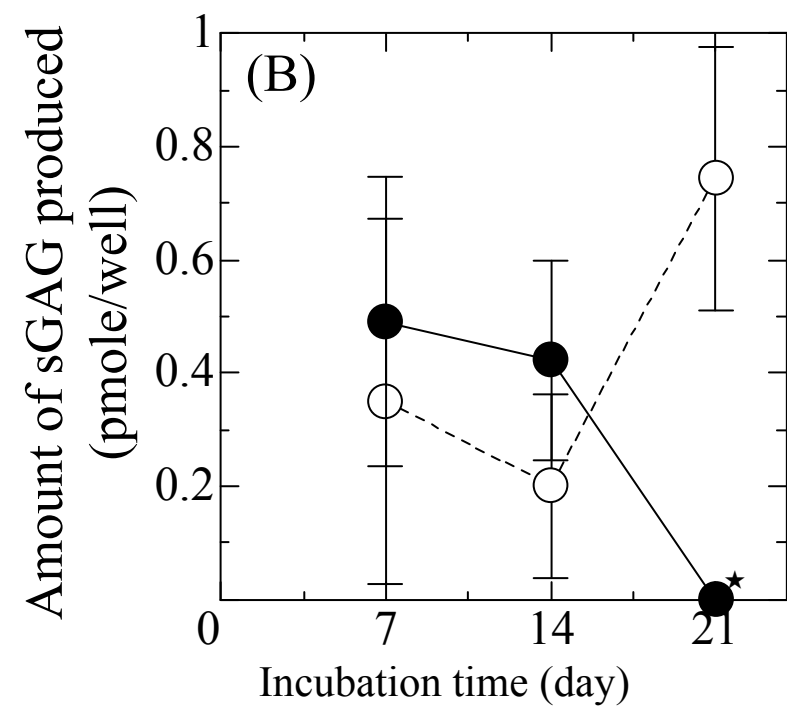 Amount of sGAG produced
(pmole/well)
(B)
1
0.8
0.6
0.4
0.2
0
7
14
21
★
Incubation time (day)